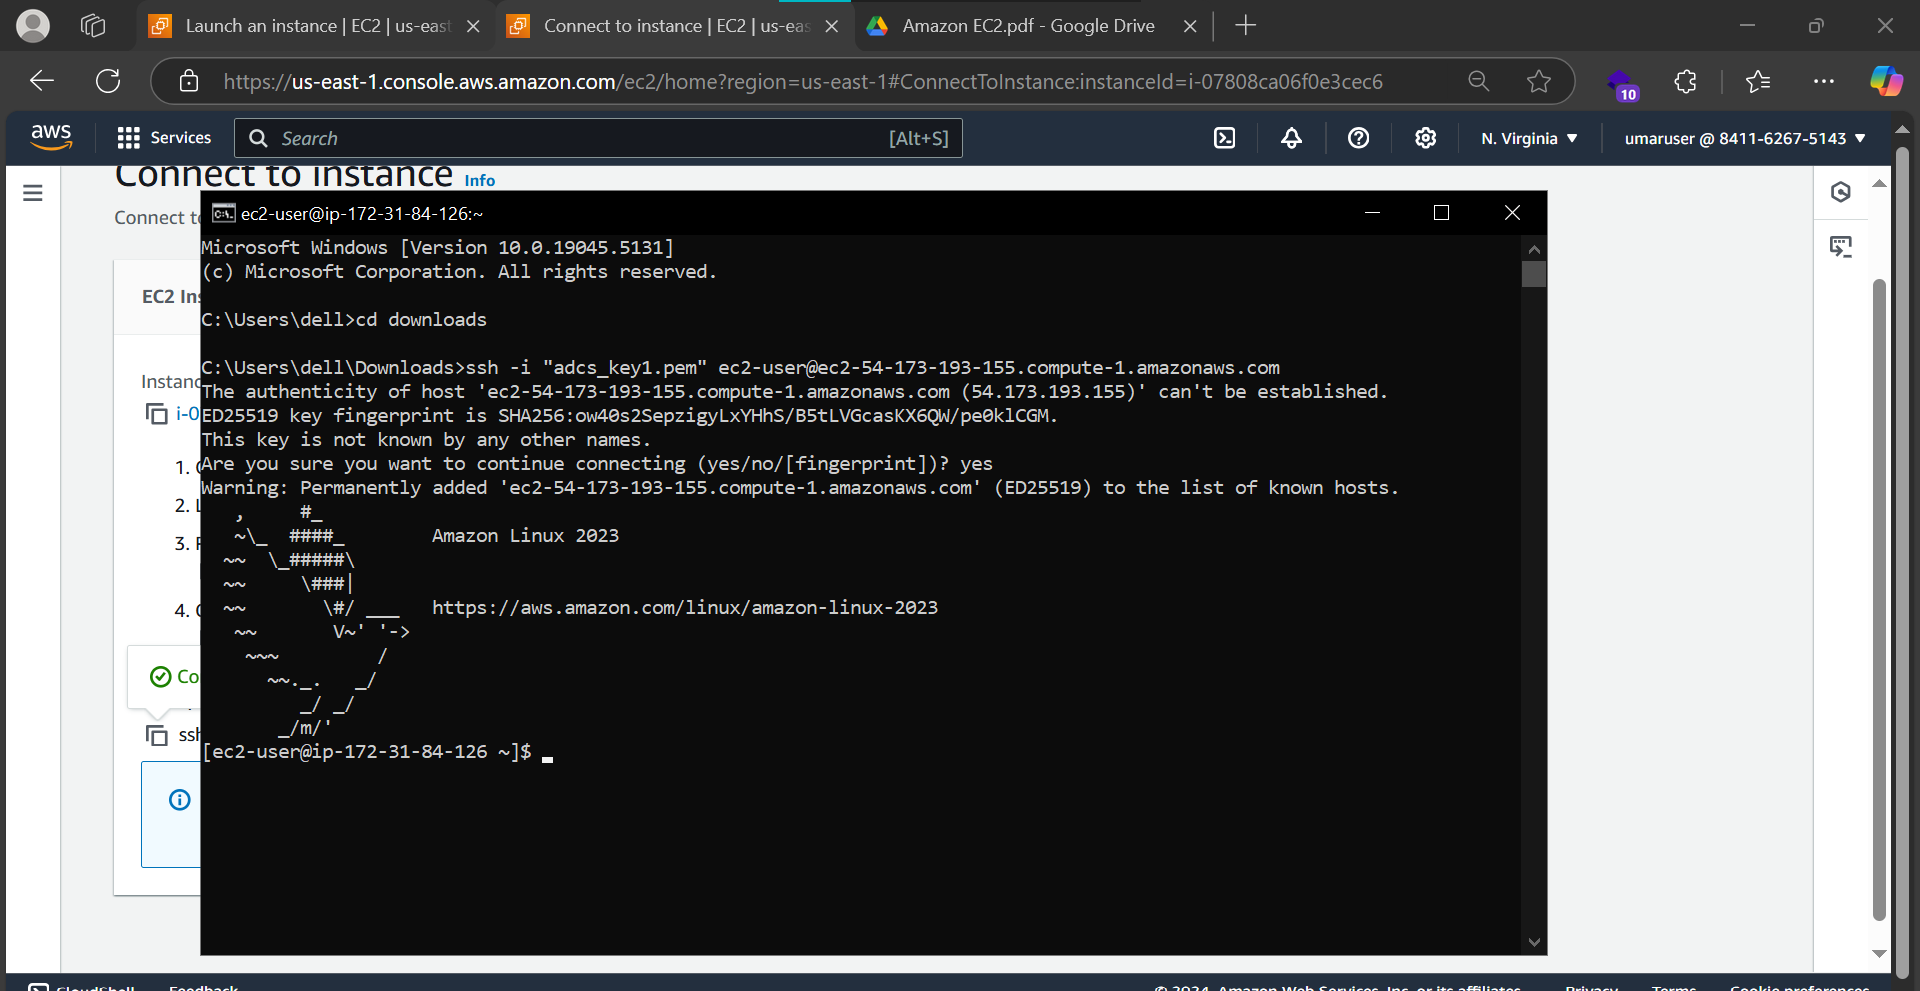 Launch an instance | EC2 | us-east
Connect to instance | EC2 | us-eas
Amazon EC2.pdf - Google Drive
https://us-east-1.console.aws.amazon.com/ec2/home?region=us-east-1#ConnectToInstance:instanceId=i-07808ca06f0e3cec6
10
aws
Services
Search
[Alt+S]
N. Virginia
umaruser @ 8411-6267-5143
Connect to instance Info
Connect to
EC2 Ins
Instanc
i-0
1.
2. L
3.
4.
Co
ssh
ec2-user@ip-172-31-84-126:~
Microsoft Windows [Version 10.0.19045.5131]
(c) Microsoft Corporation. All rights reserved.
C:\Users\dell>cd downloads
C:\Users\dell\Downloads>ssh -i "adcs_key1.pem" ec2-user@ec2-54-173-193-155.compute-1.amazonaws.com
The authenticity of host 'ec2-54-173-193-155.compute-1.amazonaws.com (54.173.193.155)' can't be established.
ED25519 key fingerprint is SHA256:ow40s2SepzigyLxYHhS/B5tLVGcasKX6QW/pe0klCGM.
This key is not known by any other names.
Are you sure you want to continue connecting (yes/no/[fingerprint])? yes
Warning: Permanently added 'ec2-54-173-193-155.compute-1.amazonaws.com' (ED25519) to the list of known hosts.
   ,     #_
   ~\_  ####_        Amazon Linux 2023
  ~~  \_#####\
  ~~     \###|
  ~~       \#/ ___   https://aws.amazon.com/linux/amazon-linux-2023
   ~~       V~' '->
    ~~~         /
      ~~._.   _/
         _/ _/
       _/m/'
[ec2-user@ip-172-31-84-126 ~]$
CloudShell
Feedback
© 2024, Amazon Web Services, Inc. or its affiliates.
Privacy
Terms
Cookie preferences